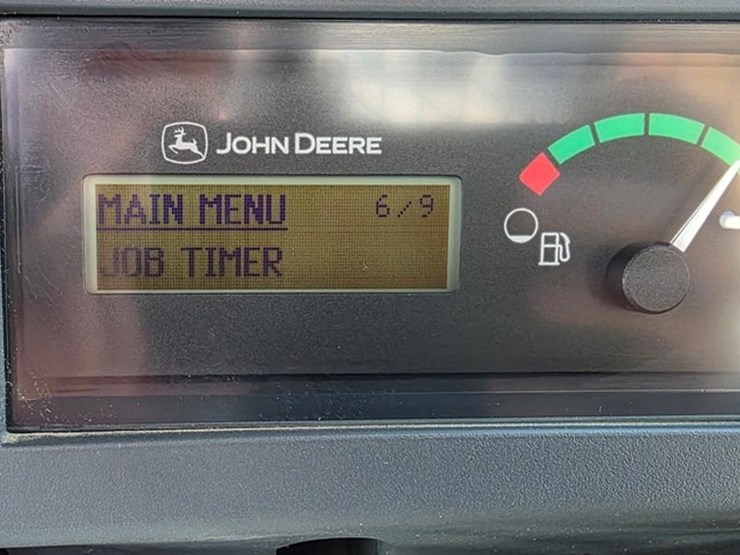 JOHN DEERE
MAIN MENU 6/9
JOB TIMER